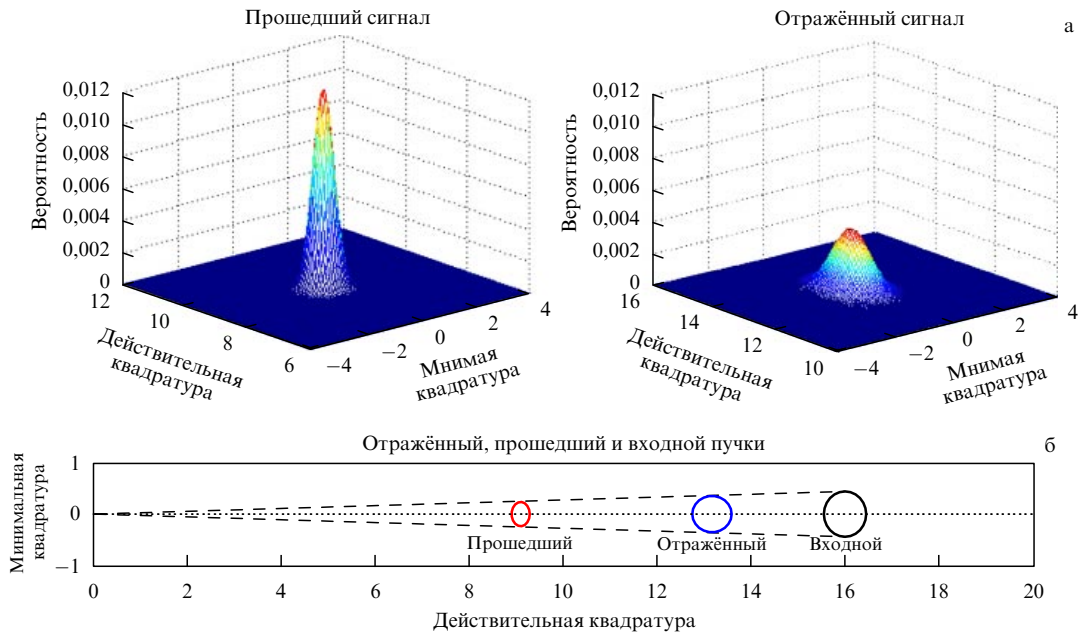 Прошедший сигнал
Отражённый сигнал
а
Вероятность
0,012
0,010
0,008
0,006
0,004
0,002
0
12
10
8
6
Действительная
квадратура
−4
−2
0
2
4
Мнимая
квадратура
Вероятность
0,012
0,010
0,008
0,006
0,004
0,002
0
16
14
12
10
Действительная
квадратура
−4
−2
0
2
4
Мнимая
квадратура
Отражённый, прошедший и входной пучки
б
Минимальная
квадратура
1
0
−1
Прошедший
Отражённый
Входной
0 2 4 6 8 10 12 14 16 18 20
Действительная квадратура